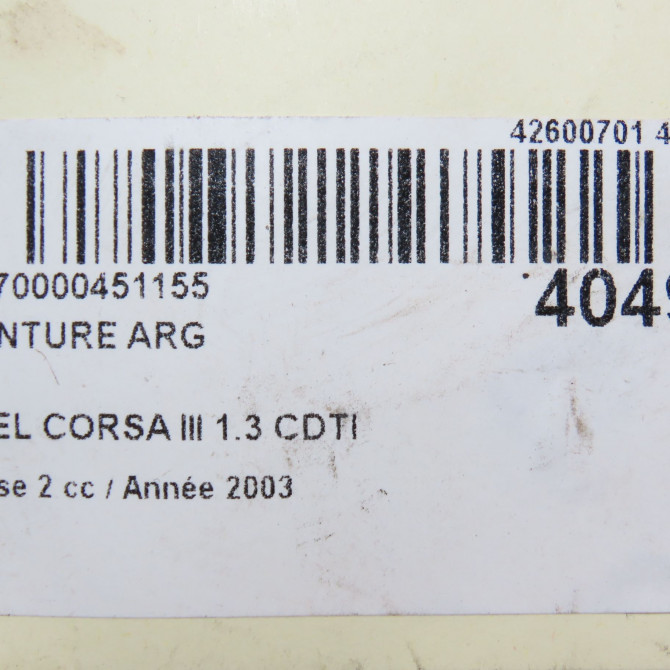 42600701 4
70000451155
4049
NTURE ARG
EL CORSA III 1.3 CDTI
se 2 cc / Année 2003